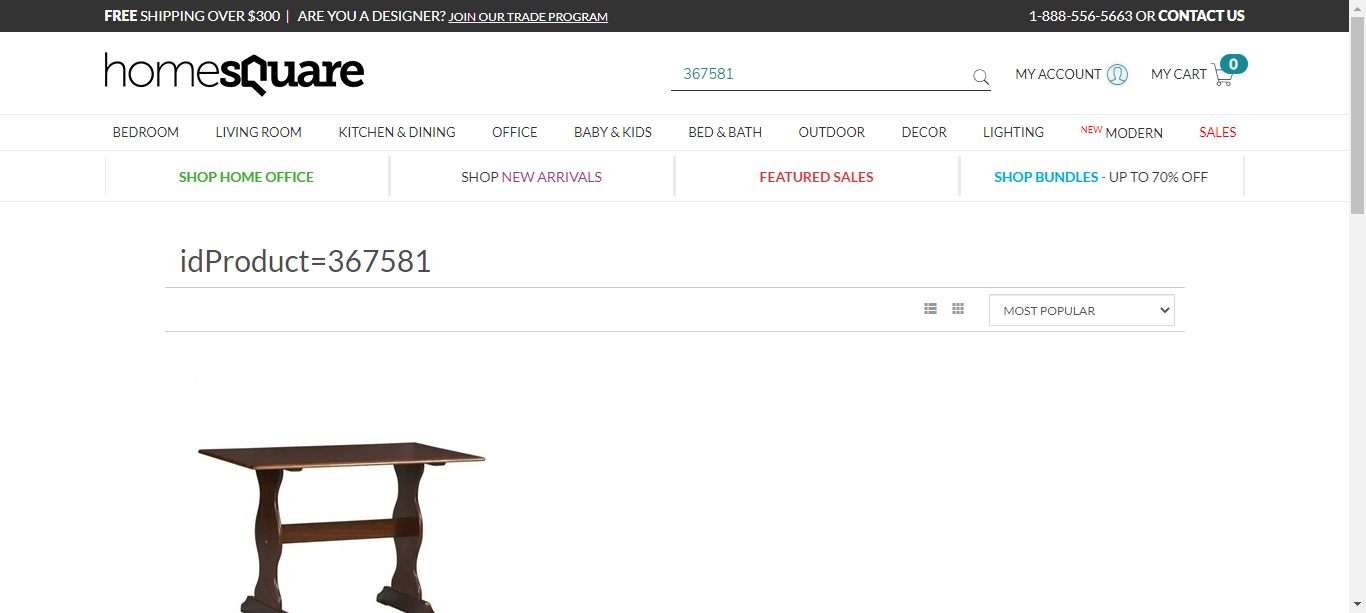 FREE SHIPPING OVER $300 | ARE YOU A DESIGNER? JOIN OUR TRADE PROGRAM
1-888-556-5663 OR CONTACT US
homesquare
367581
MY ACCOUNT
MY CART
0
BEDROOM LIVING ROOM KITCHEN & DINING OFFICE BABY & KIDS BED & BATH OUTDOOR DECOR LIGHTING NEW MODERN SALES
SHOP HOME OFFICE
SHOP NEW ARRIVALS
FEATURED SALES
SHOP BUNDLES - UP TO 70% OFF
idProduct=367581
MOST POPULAR